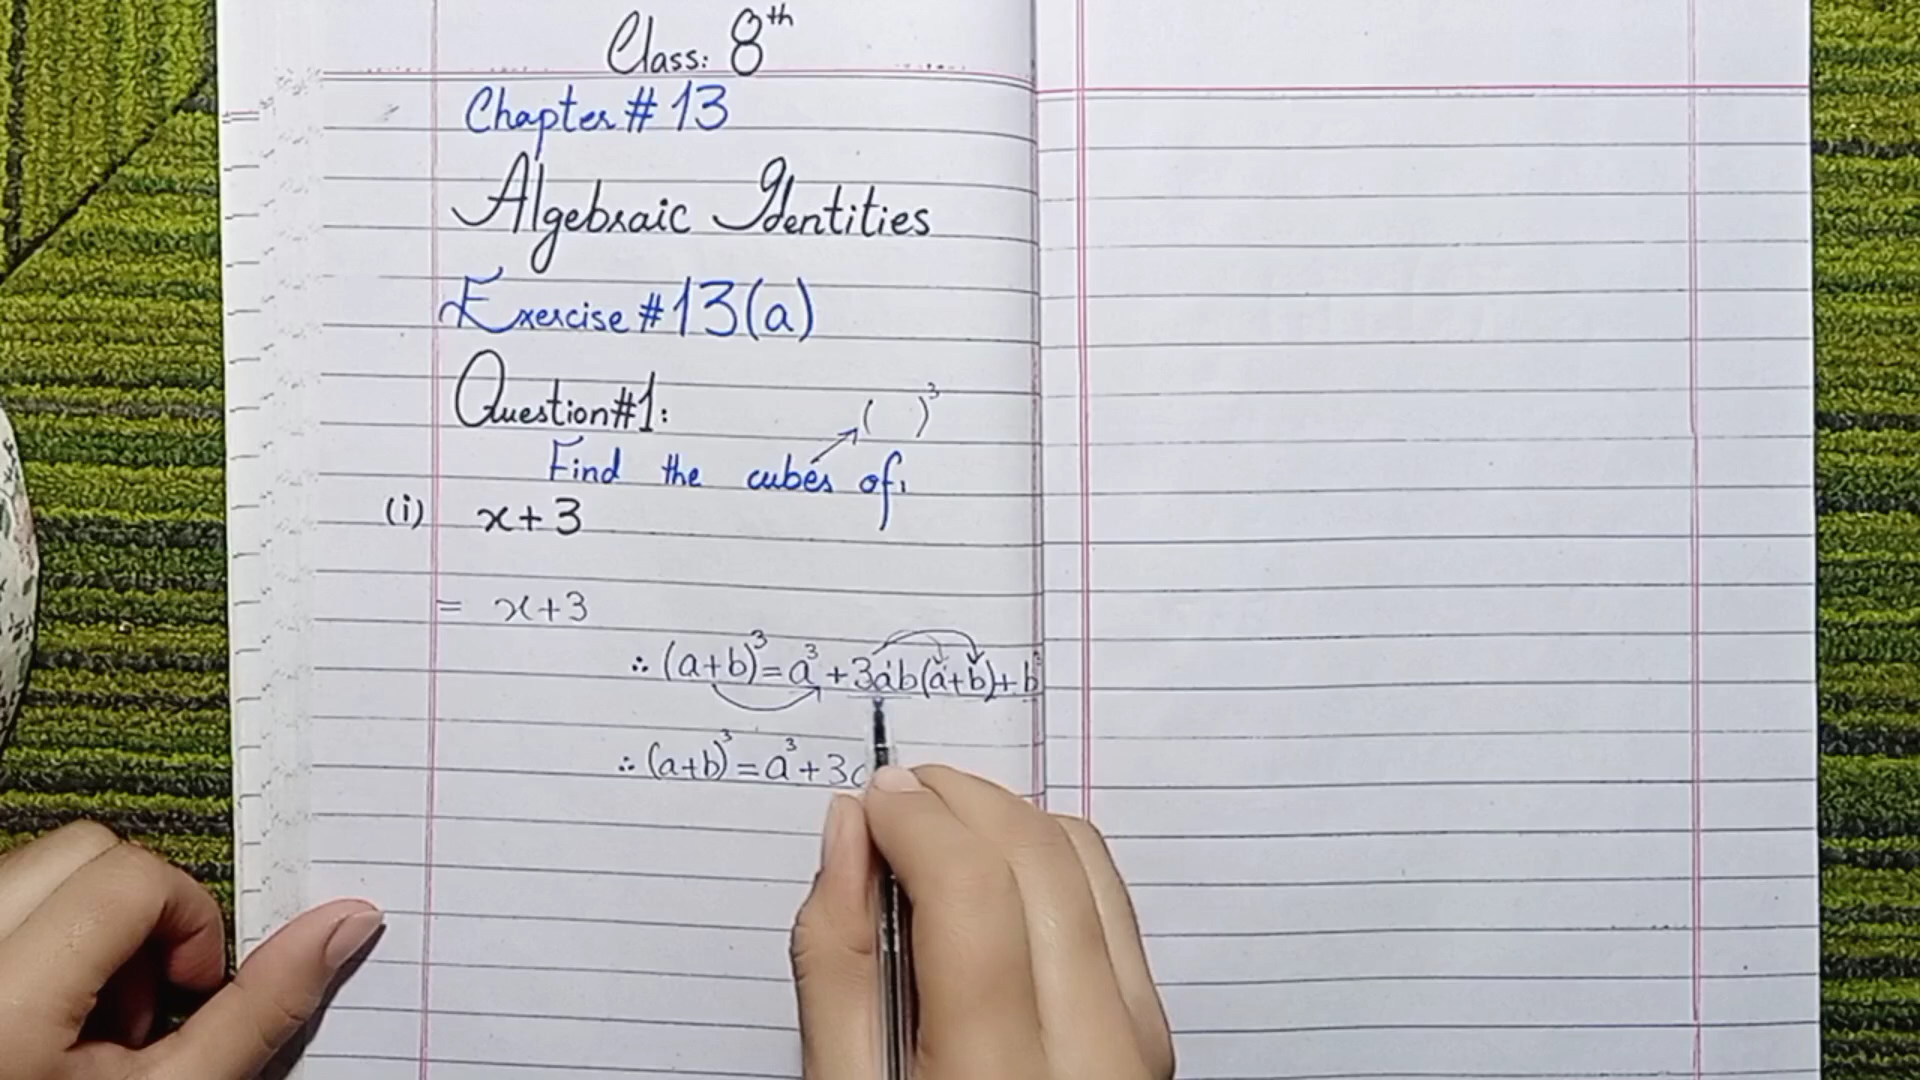 Class: 8th
Chapter # 13
Algebraic Identities
Exercise # 13(a)
Question#1:
( )³
Find the cubes of,
(i) x+3
= x+3
∴ (a+b)³ = a³ + 3ab(a+b) + b³
∴ (a+b)³ = a³ + 3a